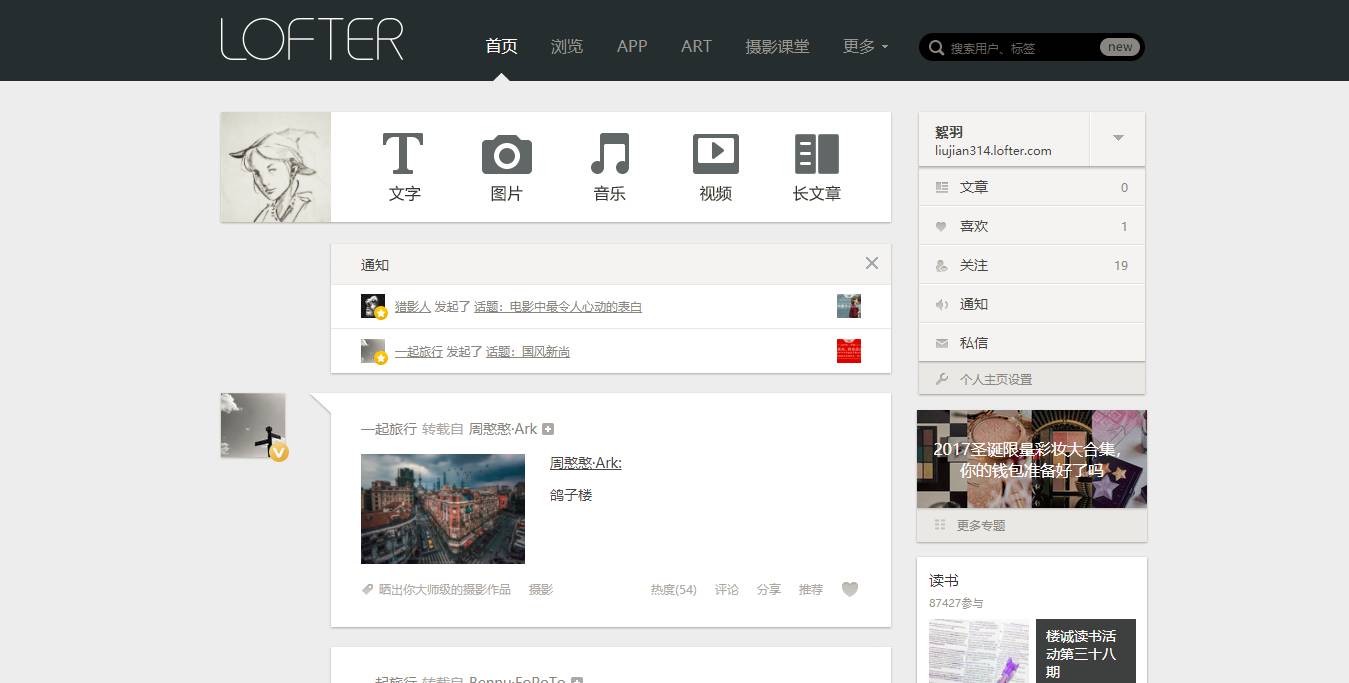 LOFTER
首页 浏览 APP ART 摄影课堂 更多
搜索用户、标签 new
文字 图片 音乐 视频 长文章
絮羽
liujian314.lofter.com
文章 0
喜欢 1
关注 19
通知
私信
个人主页设置
通知
猎影人 发起了 话题：电影中最令人心动的表白
一起旅行 发起了 话题：国风新尚
一起旅行 转载自 周憨憨·Ark
周憨憨·Ark:
鸽子楼
晒出你大师级的摄影作品 摄影
热度(54) 评论 分享 推荐
2017圣诞限量彩妆大合集，
你的钱包准备好了吗
更多专题
读书
87427参与
楼诚读书活
动第三十八
期
一起旅行 转载自